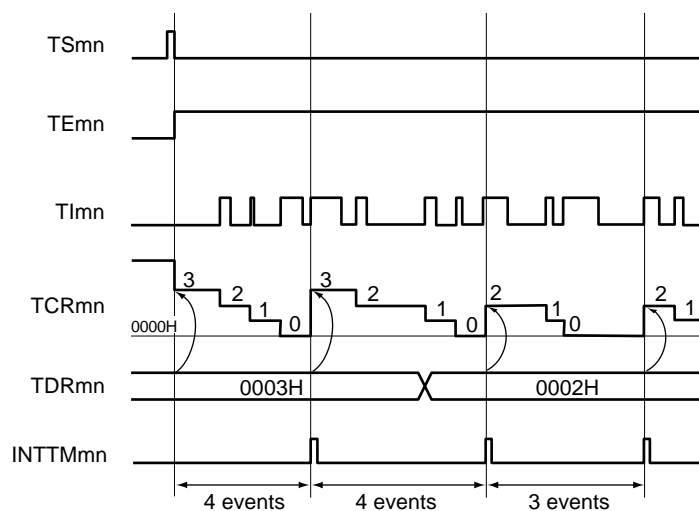 TSmn
TEmn
TImn
TCRmn
3 2 1 0 3 2 1 0 2 1 0 2 1
0000H
TDRmn
0003H 0002H
INTTMmn
4 events 4 events 3 events